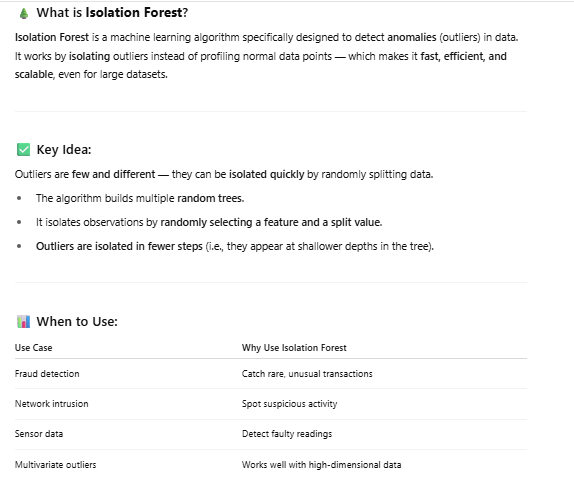 What is Isolation Forest?
Isolation Forest is a machine learning algorithm specifically designed to detect anomalies (outliers) in data.
It works by isolating outliers instead of profiling normal data points — which makes it fast, efficient, and
scalable, even for large datasets.
Key Idea:
Outliers are few and different — they can be isolated quickly by randomly splitting data.
• The algorithm builds multiple random trees.
• It isolates observations by randomly selecting a feature and a split value.
• Outliers are isolated in fewer steps (i.e., they appear at shallower depths in the tree).
When to Use:
Use Case Why Use Isolation Forest
Fraud detection Catch rare, unusual transactions
Network intrusion Spot suspicious activity
Sensor data Detect faulty readings
Multivariate outliers Works well with high-dimensional data